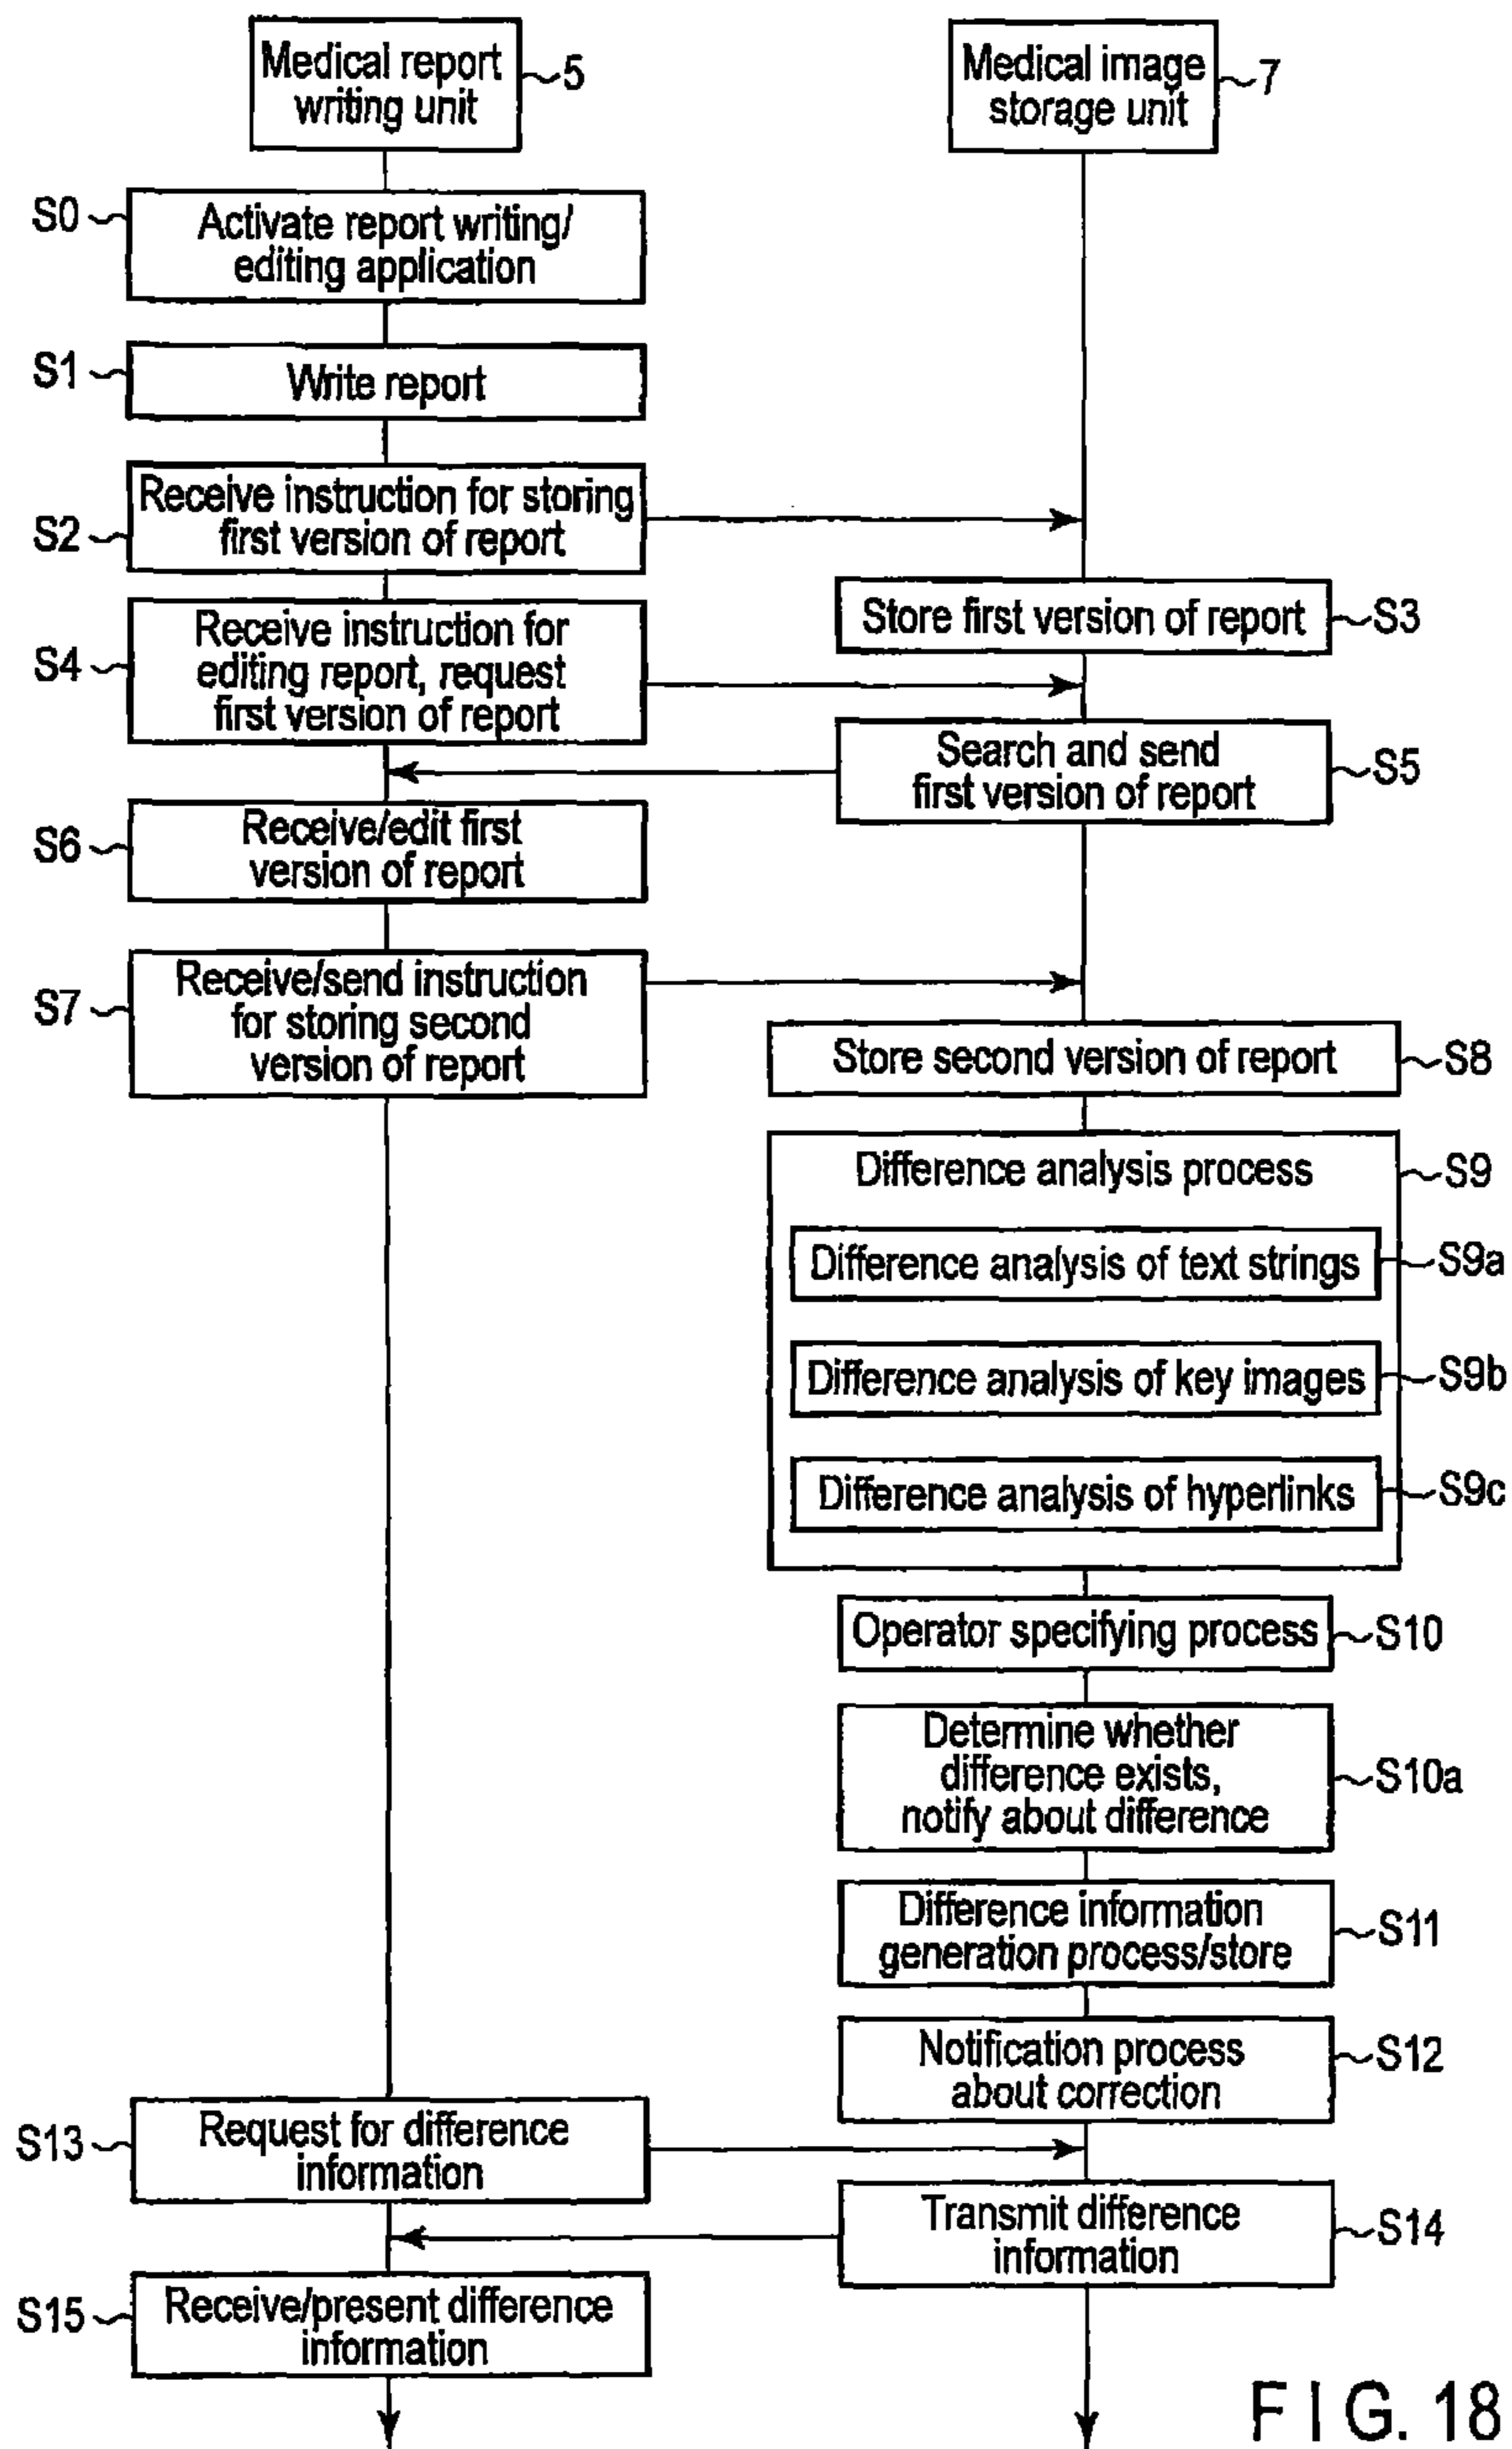 Medical report
writing unit
5
Medical image
storage unit
7
S0
Activate report writing/
editing application
S1
Write report
S2
Receive instruction for storing
first version of report
Store first version of report
S3
S4
Receive instruction for
editing report, request
first version of report
Search and send
first version of report
S5
S6
Receive/edit first
version of report
S7
Receive/send instruction
for storing second
version of report
Store second version of report
S8
Difference analysis process
S9
Difference analysis of text strings
S9a
Difference analysis of key images
S9b
Difference analysis of hyperlinks
S9c
Operator specifying process
S10
Determine whether
difference exists,
notify about difference
S10a
Difference information
generation process/store
S11
Notification process
about correction
S12
S13
Request for difference
information
Transmit difference
information
S14
S15
Receive/present difference
information
FIG. 18